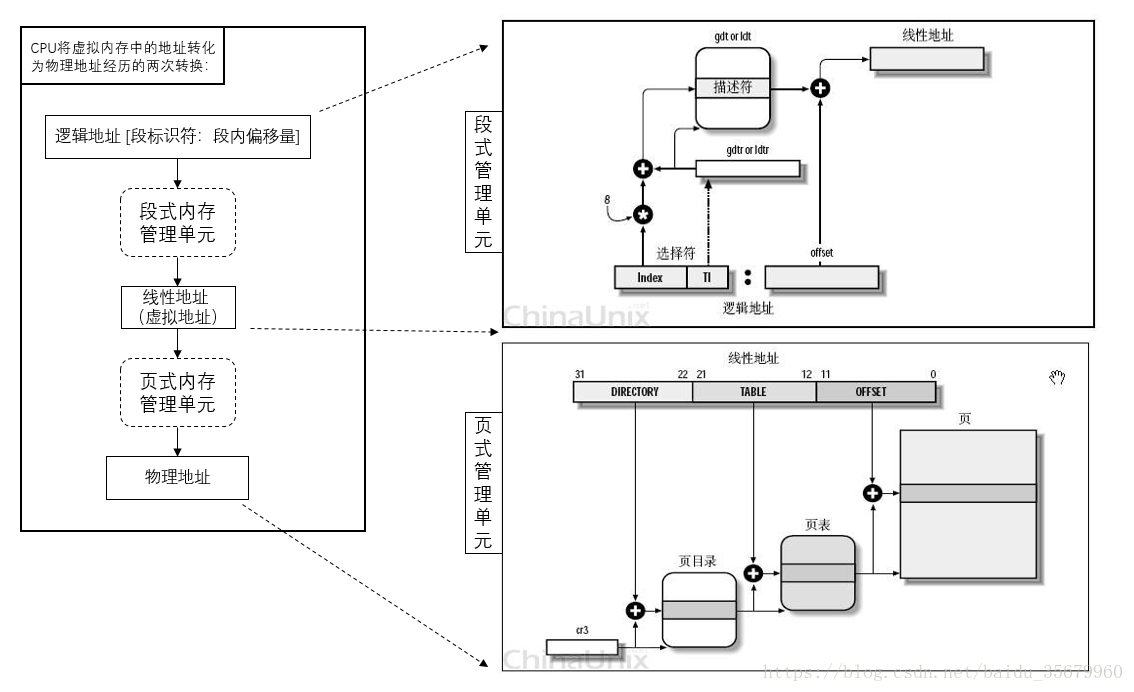 CPU将虚拟内存中的地址转化
为物理地址经历的两次转换：
逻辑地址 [段标识符：段内偏移量]
段式内存
管理单元
线性地址
（虚拟地址）
页式内存
管理单元
物理地址
段式管理单元
gdt or ldt
线性地址
描述符
gdtr or ldtr
8
选择符
offset
Index
TI
:
逻辑地址
ChinaUnix
.net
页式管理单元
线性地址
31
22
21
12
11
0
DIRECTORY
TABLE
OFFSET
页
页表
页目录
cr3
ChinaUnix
https://blog.csdn.net/baidu_35679960